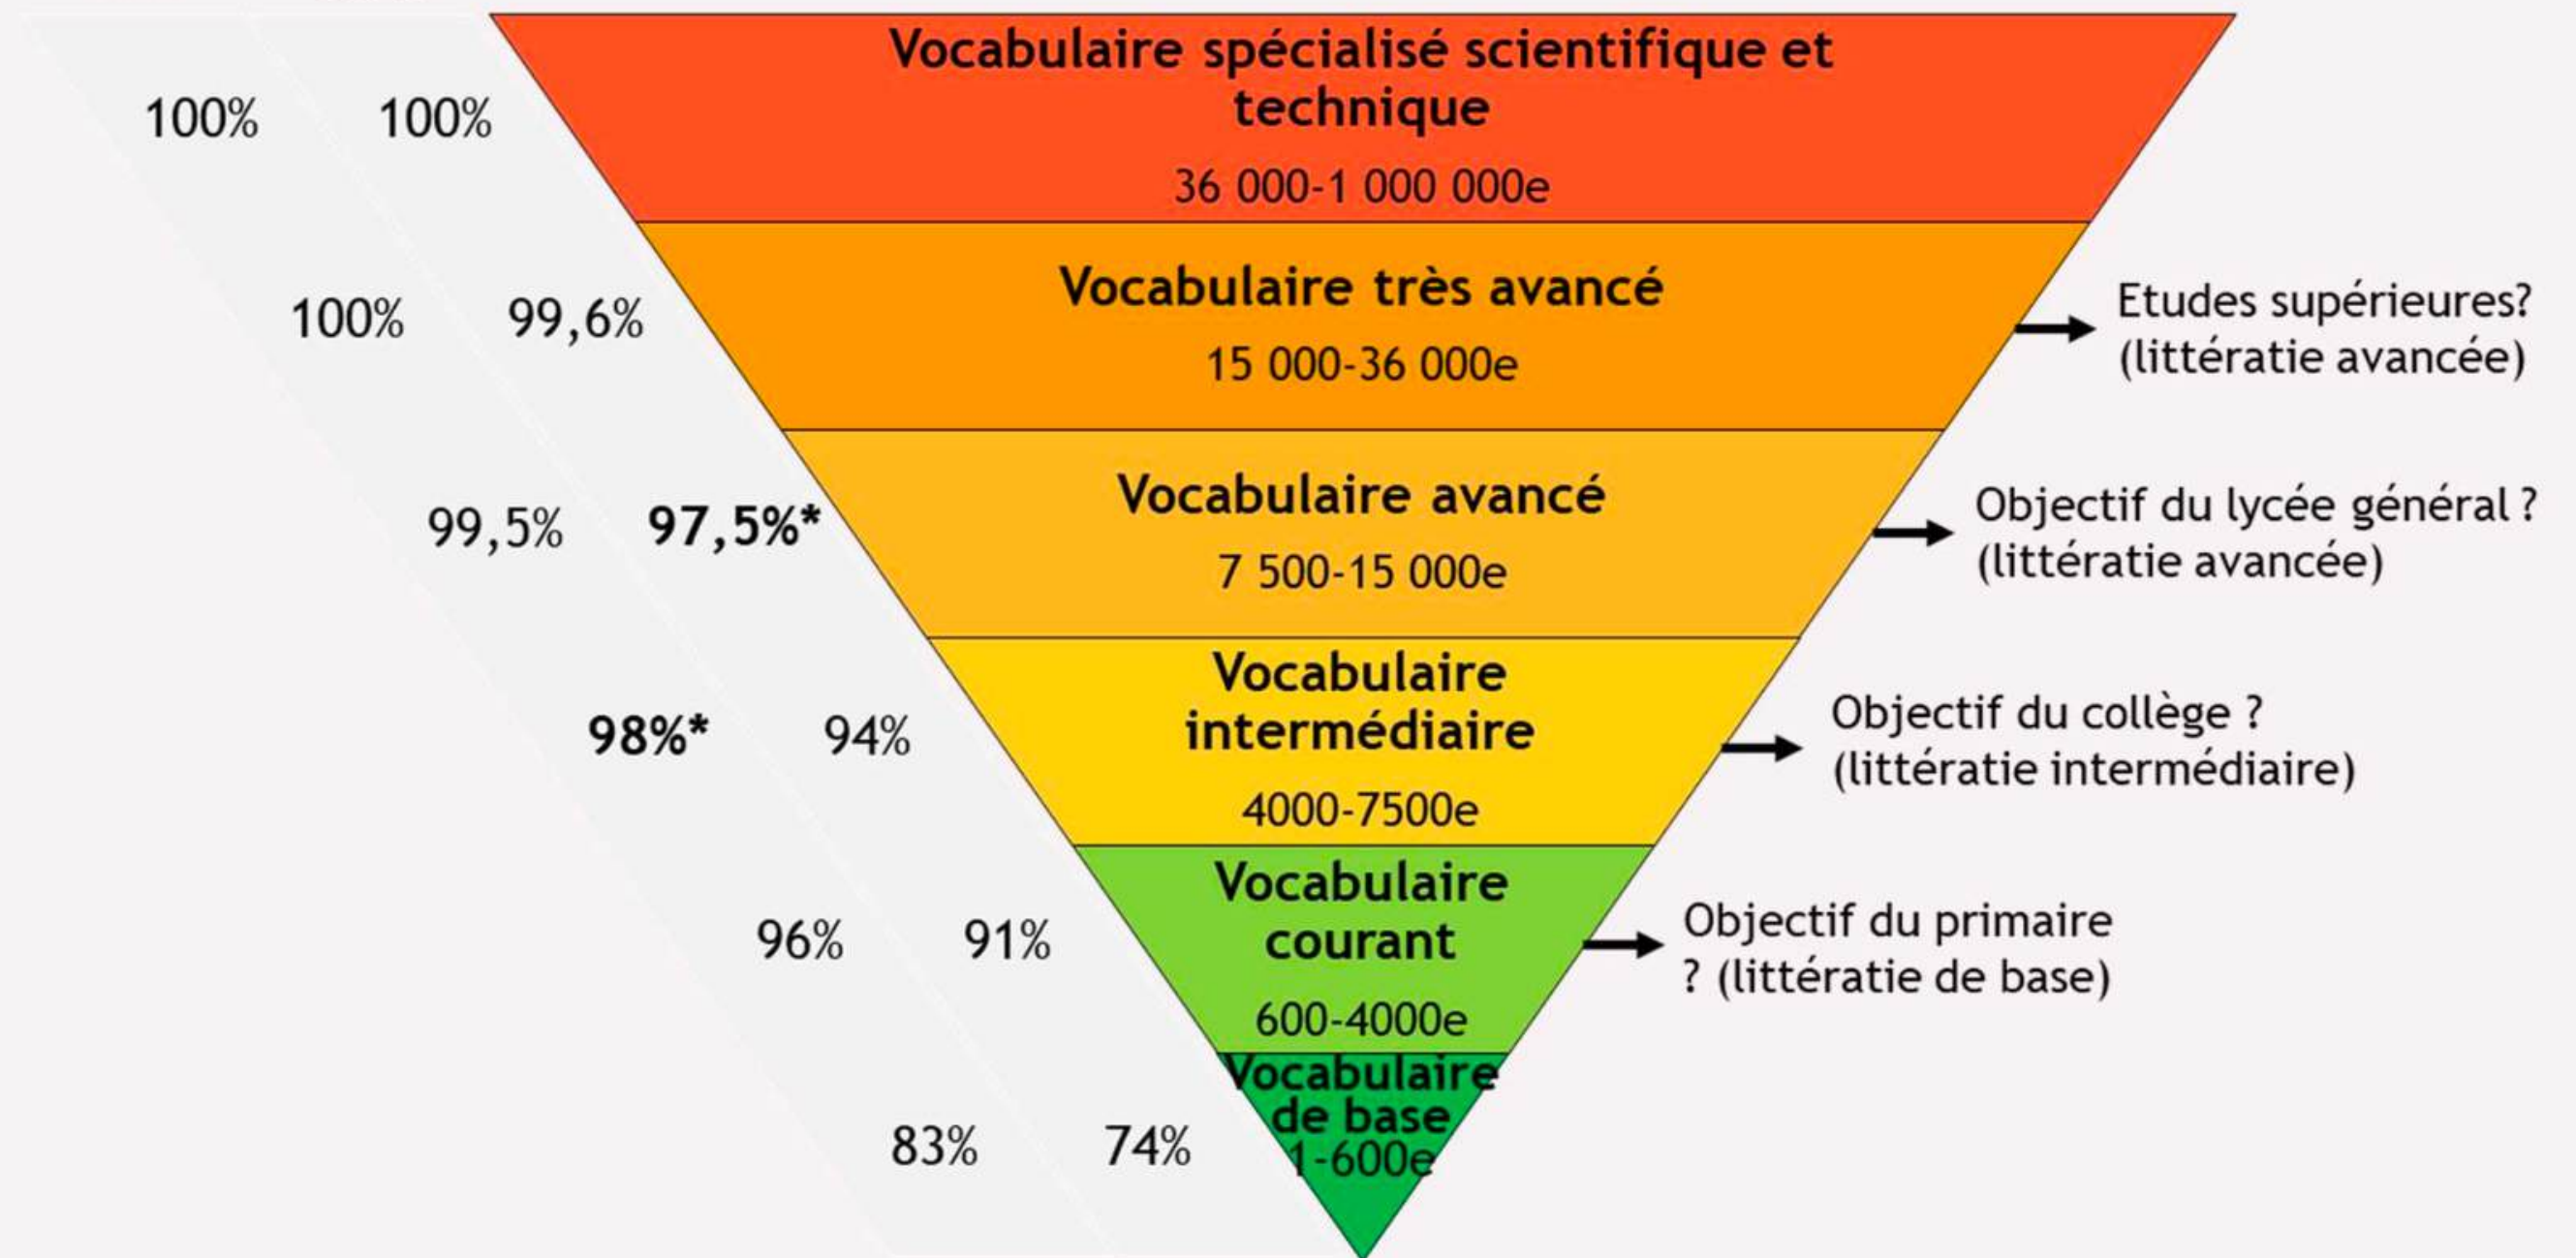 Vocabulaire spécialisé scientifique et
technique
36 000-1 000 000e
100%
100%
Vocabulaire très avancé
15 000-36 000e
100%
99,6%
Etudes supérieures?
(littératie avancée)
Vocabulaire avancé
7 500-15 000e
99,5%
97,5%*
Objectif du lycée général ?
(littératie avancée)
Vocabulaire
intermédiaire
4000-7500e
98%*
94%
Objectif du collège ?
(littératie intermédiaire)
Vocabulaire
courant
600-4000e
96%
91%
Objectif du primaire
? (littératie de base)
Vocabulaire
de base
1-600e
83%
74%